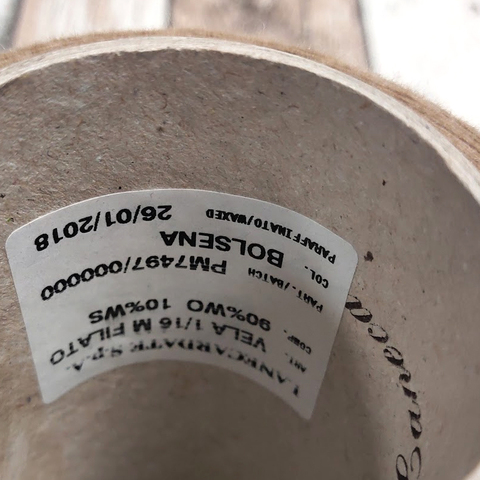 LANECARDATE S.P.A.
ART. VELA 1/16 M FILATO
COMP. 90%WO 10%WS
PART./BATCH PM7497/000000
COL. BOLSENA
PARAFFINATO/WAXED 26/01/2018